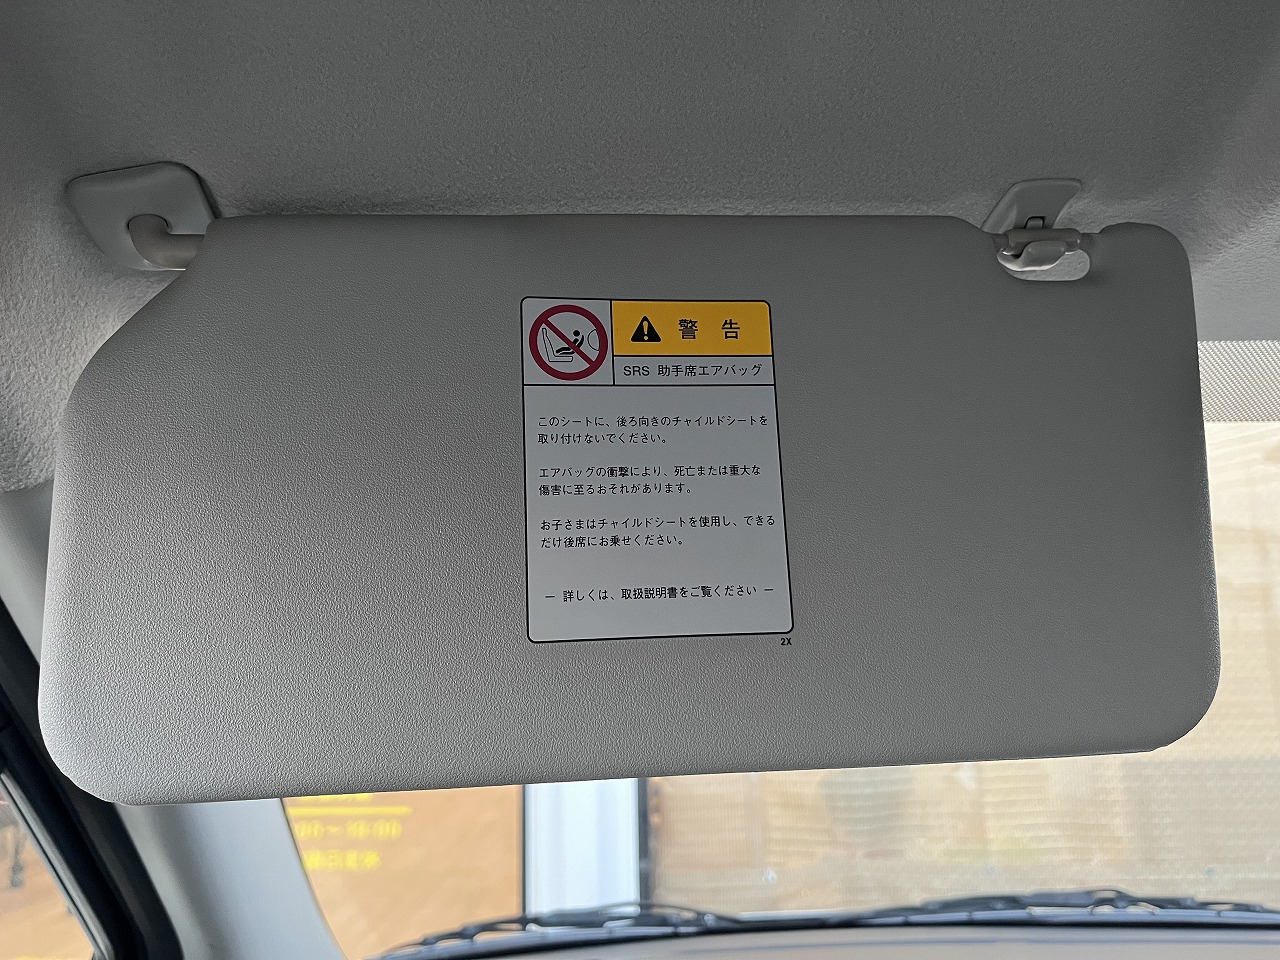 警 告
SRS 助手席エアバッグ
このシートに、後ろ向きのチャイルドシートを
取り付けないでください。
エアバッグの衝撃により、死亡または重大な
傷害に至るおそれがあります。
お子さまはチャイルドシートを使用し、できる
だけ後席にお乗せください。
― 詳しくは、取扱説明書をご覧ください ―
2X